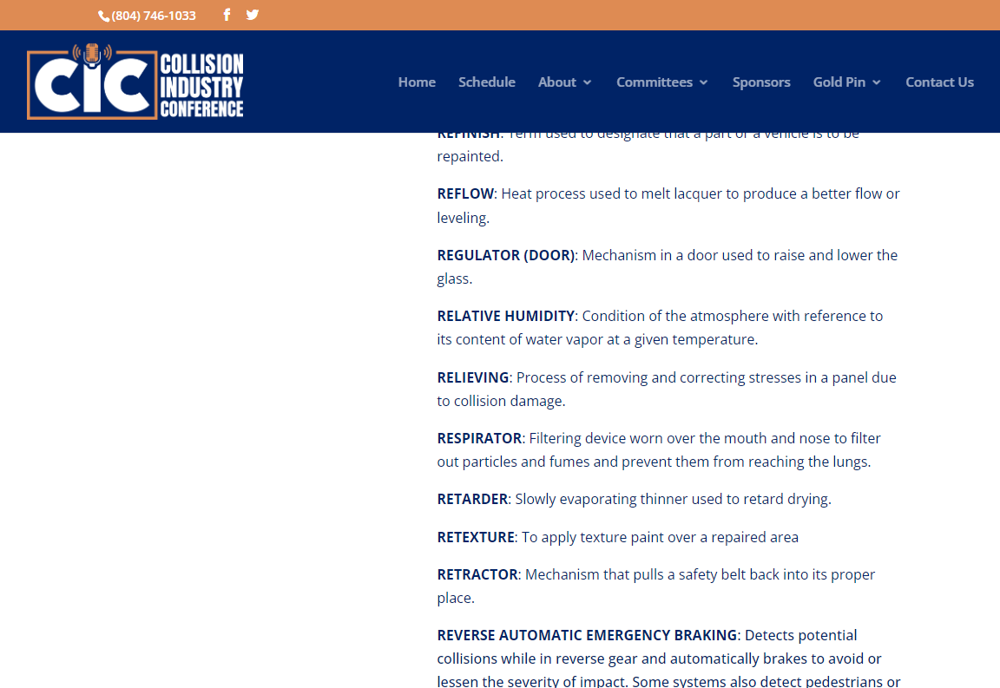 (804) 746-1033
CIC COLLISION
INDUSTRY
CONFERENCE
Home Schedule About Committees Sponsors Gold Pin Contact Us
REFINISH: Term used to designate that a part or a vehicle is to be
repainted.
REFLOW: Heat process used to melt lacquer to produce a better flow or
leveling.
REGULATOR (DOOR): Mechanism in a door used to raise and lower the
glass.
RELATIVE HUMIDITY: Condition of the atmosphere with reference to
its content of water vapor at a given temperature.
RELIEVING: Process of removing and correcting stresses in a panel due
to collision damage.
RESPIRATOR: Filtering device worn over the mouth and nose to filter
out particles and fumes and prevent them from reaching the lungs.
RETARDER: Slowly evaporating thinner used to retard drying.
RETEXTURE: To apply texture paint over a repaired area
RETRACTOR: Mechanism that pulls a safety belt back into its proper
place.
REVERSE AUTOMATIC EMERGENCY BRAKING: Detects potential
collisions while in reverse gear and automatically brakes to avoid or
lessen the severity of impact. Some systems also detect pedestrians or